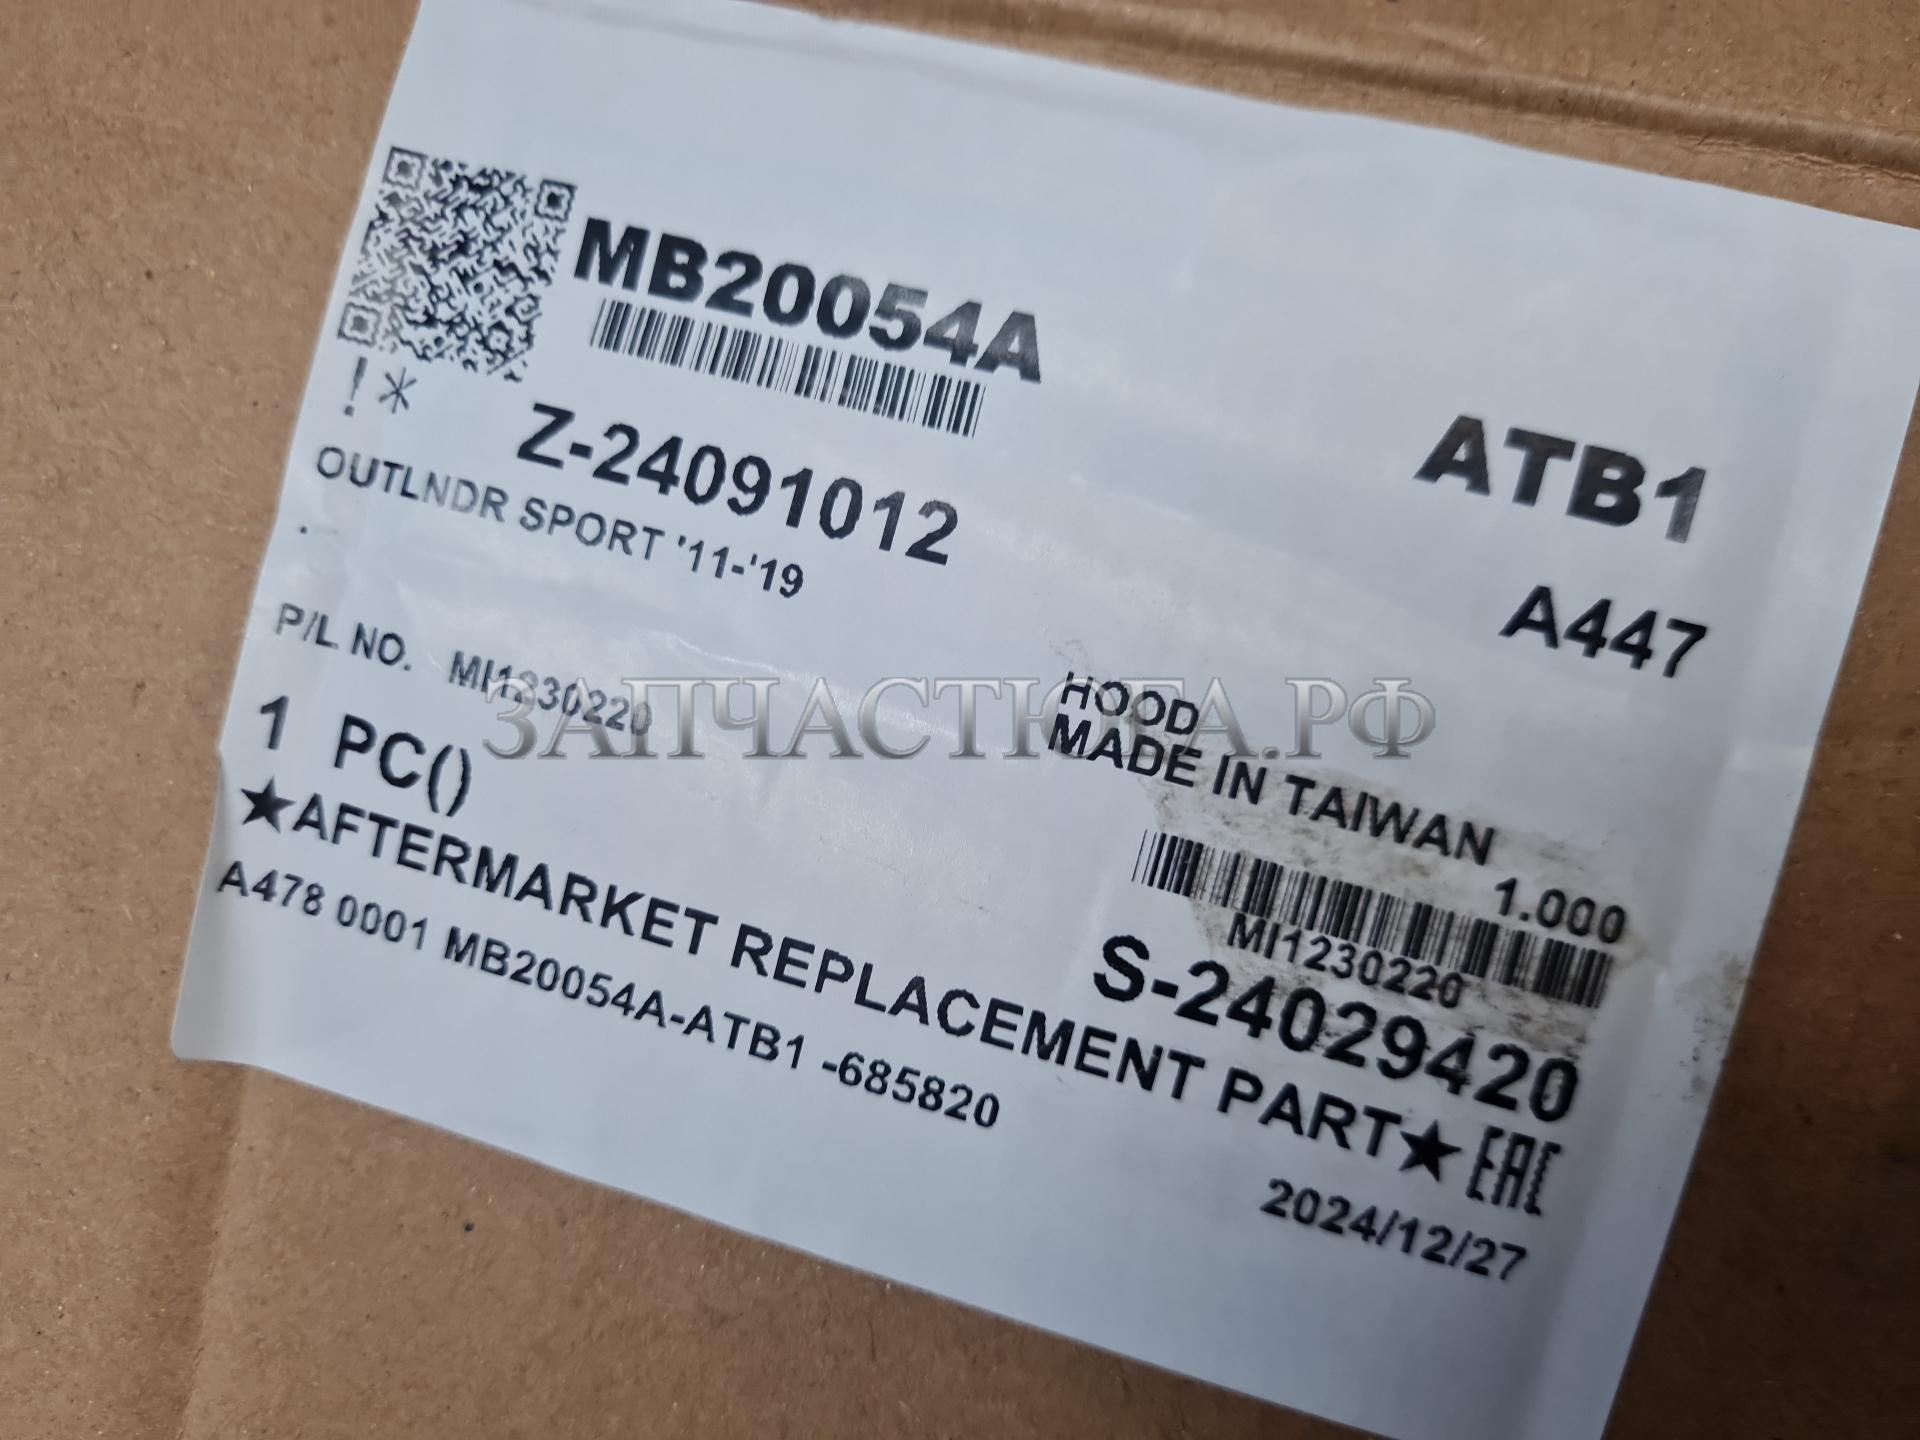 MB20054A
ATB1
!*
Z-24091012
A447
OUTLNDR SPORT '11-'19
.
P/L NO. MI1230220
HOOD
1 PC()
MADE IN TAIWAN
1.000
MI1230220
★AFTERMARKET REPLACEMENT PART★ EAC
S-24029420
A478 0001 MB20054A-ATB1 -685820
2024/12/27
ЗАПЧАСТЮГА.РФ